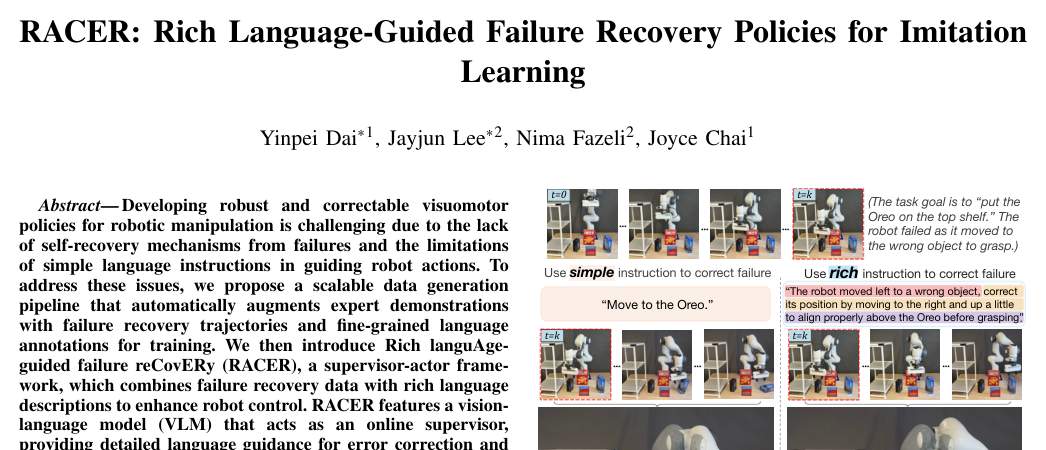 RACER: Rich Language-Guided Failure Recovery Policies for Imitation
Learning
Yinpei Dai*1, Jayjun Lee*2, Nima Fazeli2, Joyce Chai1
Abstract—Developing robust and correctable visuomotor
policies for robotic manipulation is challenging due to the lack
of self-recovery mechanisms from failures and the limitations
of simple language instructions in guiding robot actions. To
address these issues, we propose a scalable data generation
pipeline that automatically augments expert demonstrations
with failure recovery trajectories and fine-grained language
annotations for training. We then introduce Rich languAge-
guided failure reCovERy (RACER), a supervisor-actor frame-
work, which combines failure recovery data with rich language
descriptions to enhance robot control. RACER features a vision-
language model (VLM) that acts as an online supervisor,
providing detailed language guidance for error correction and
t=0
...
...
...
t=k
(The task goal is to “put the
Oreo on the top shelf.” The
robot failed as it moved to
the wrong object to grasp.)
Use simple instruction to correct failure
“Move to the Oreo.”
t=k
...
...
Use rich instruction to correct failure
“The robot moved left to a wrong object, correct
its position by moving to the right and up a little
to align properly above the Oreo before grasping”.
t=k
...
...